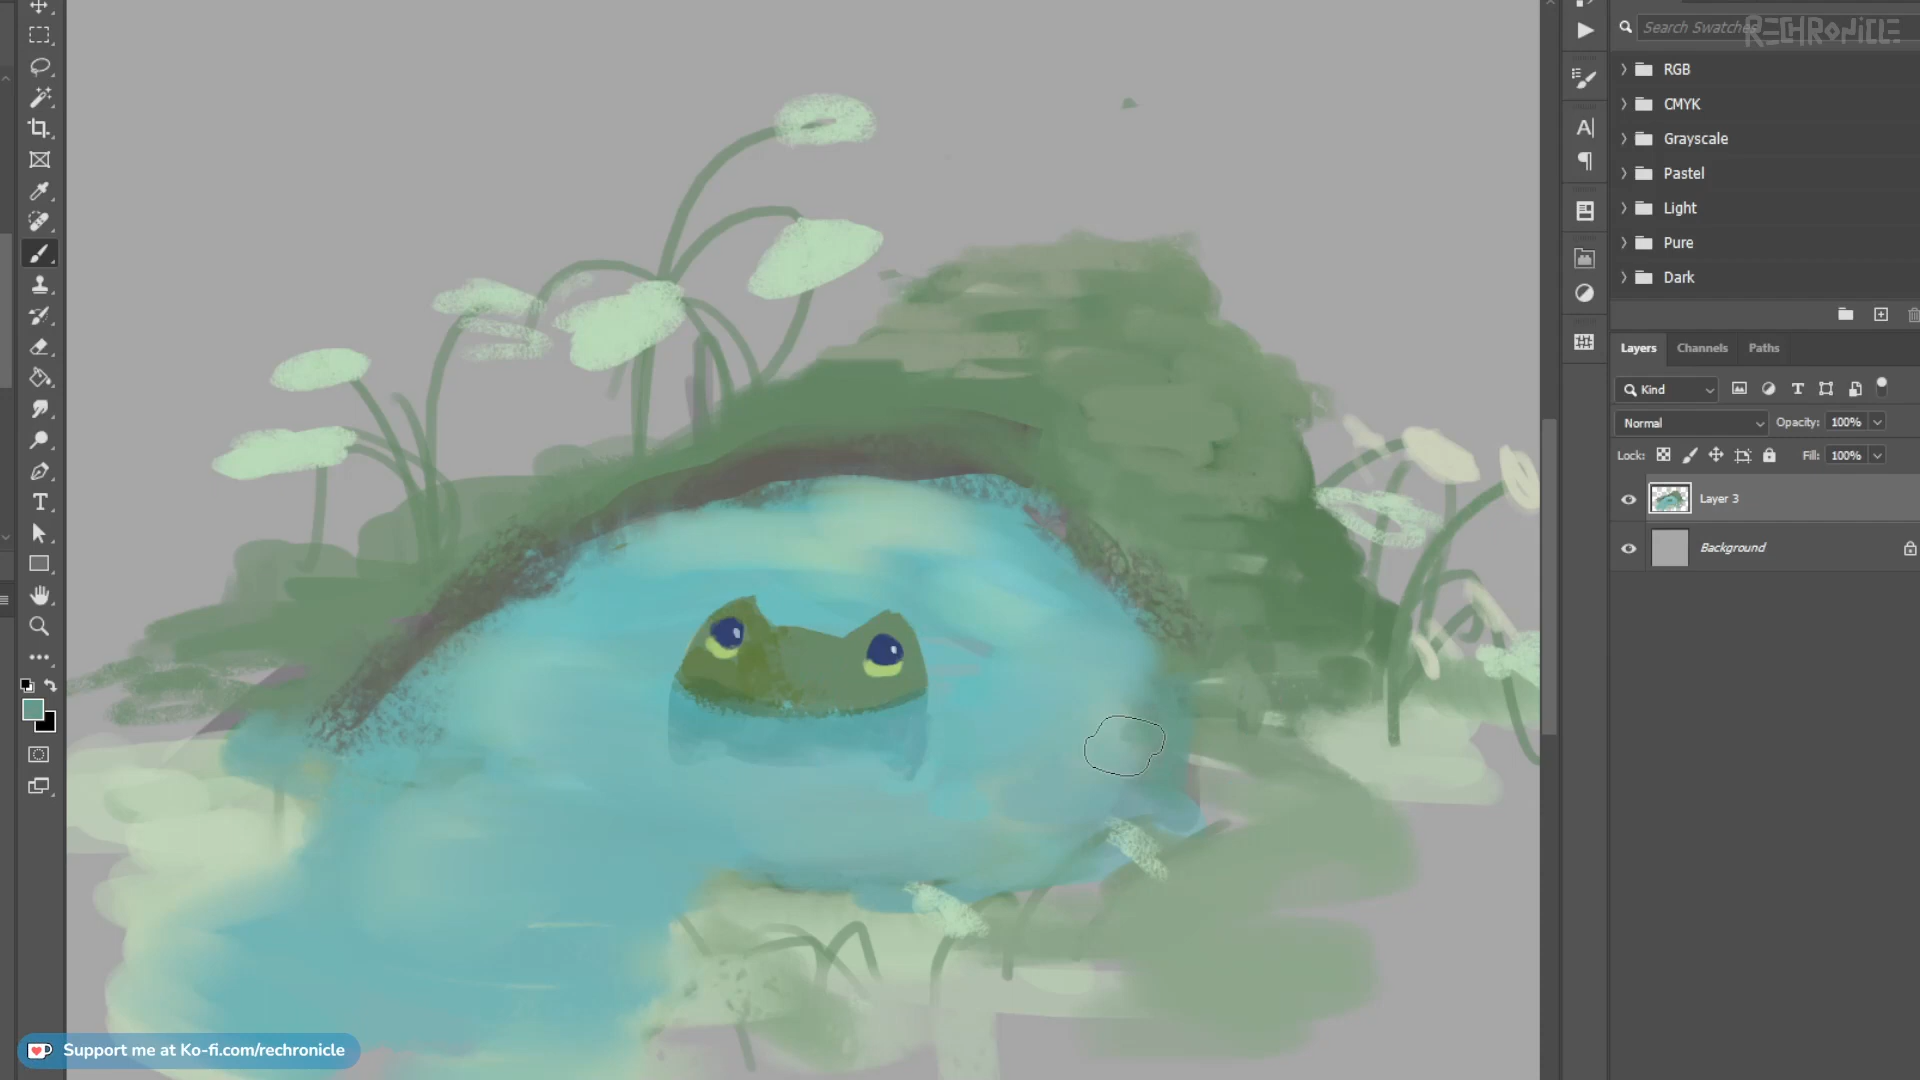 Search Swatches
RECHRONICLE
RGB
CMYK
Grayscale
Pastel
Light
Pure
Dark
Layers
Channels
Paths
Kind
Normal
Opacity: 100%
Lock:
Fill: 100%
Layer 3
Background
Support me at Ko-fi.com/rechronicle